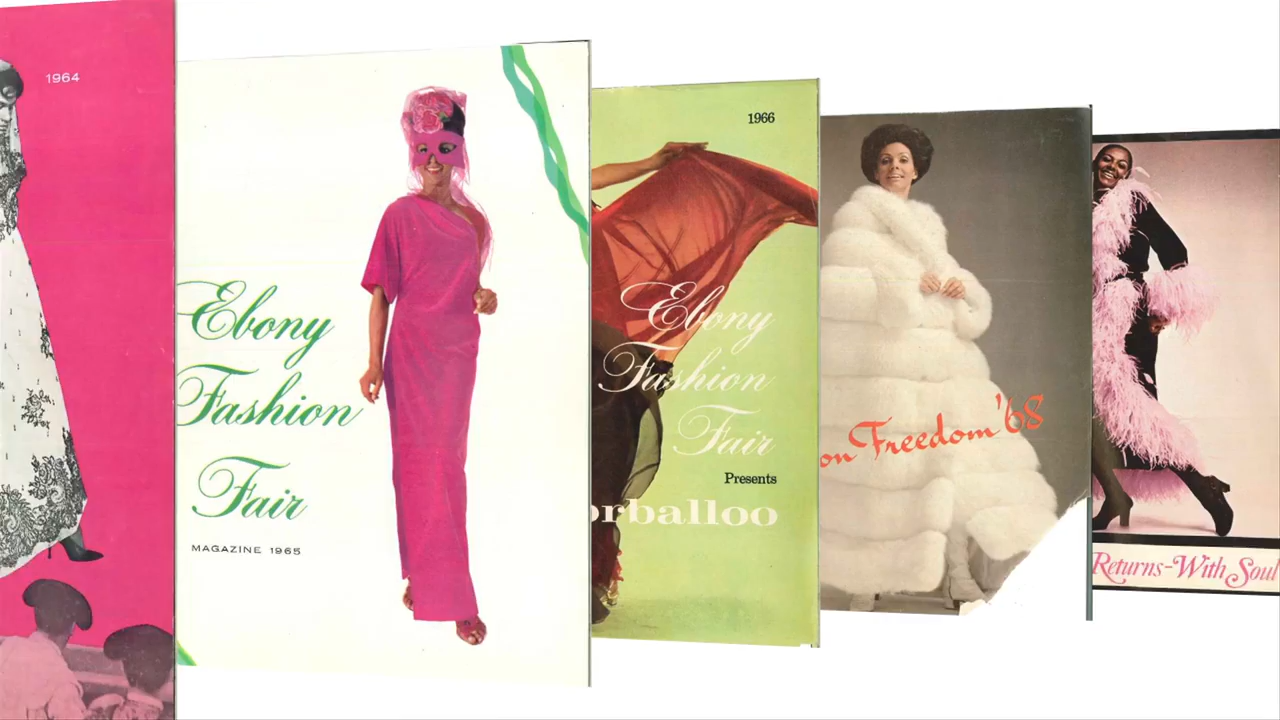 1964
Ebony
Fashion
Fair
MAGAZINE 1965
1966
Ebony
Fashion
Fair
Presents
orballoo
on Freedom '68
Returns-With Soul